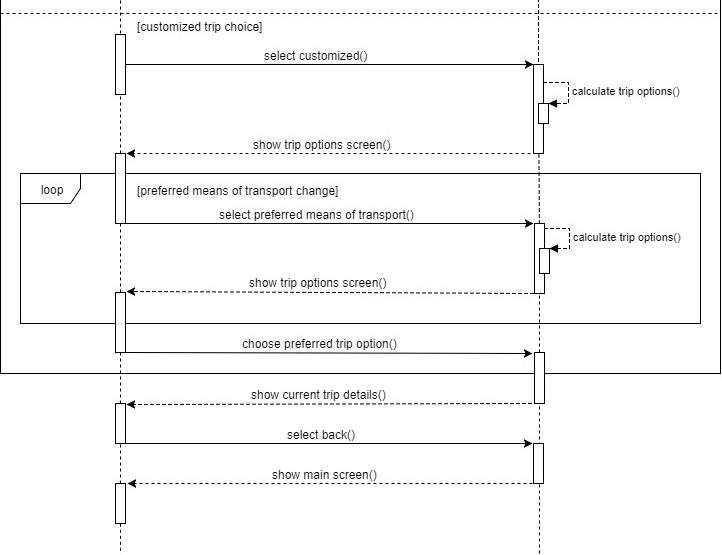 [customized trip choice]
select customized()
calculate trip options()
show trip options screen()
loop
[preferred means of transport change]
select preferred means of transport()
calculate trip options()
show trip options screen()
choose preferred trip option()
show current trip details()
select back()
show main screen()